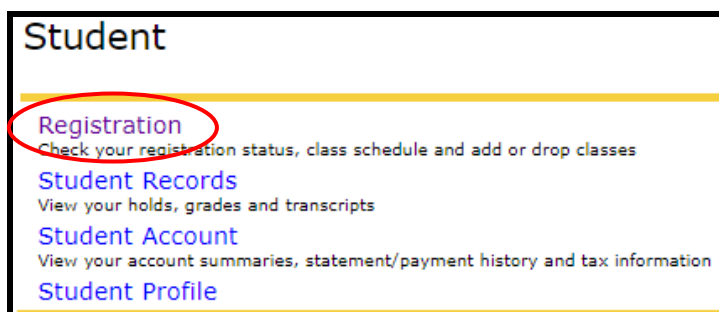 Student
Registration
Check your registration status, class schedule and add or drop classes
Student Records
View your holds, grades and transcripts
Student Account
View your account summaries, statement/payment history and tax information
Student Profile